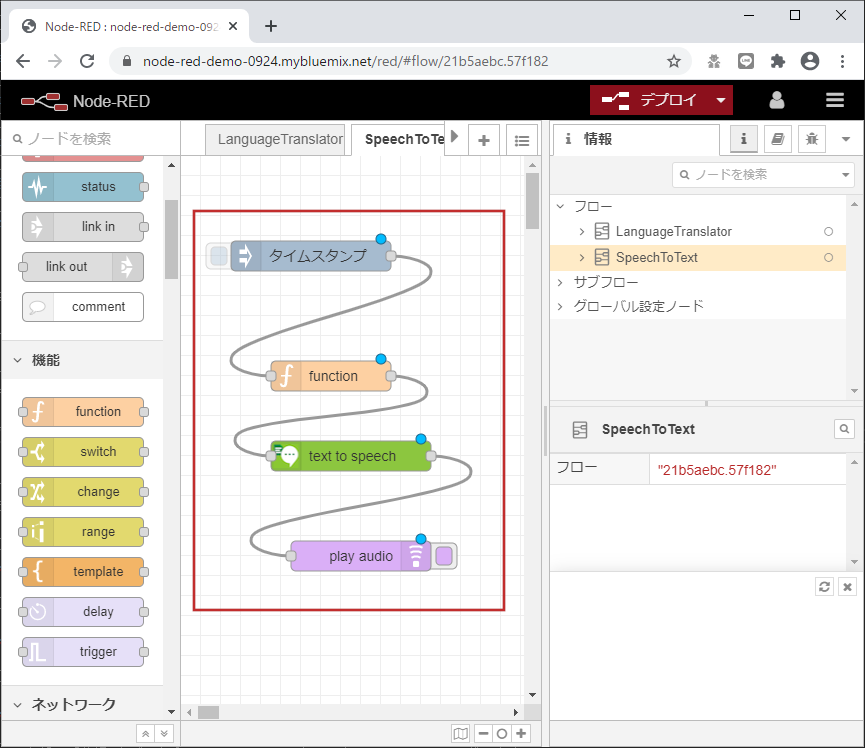 Node-RED : node-red-demo-092
node-red-demo-0924.mybluemix.net/red/#flow/21b5aebc.57f182
Node-RED
デプロイ
ノードを検索
status
link in
link out
comment
機能
function
switch
change
range
template
delay
trigger
ネットワーク
LanguageTranslator
SpeechToTe
タイムスタンプ
function
text to speech
play audio
i 情報
i
ノードを検索
フロー
LanguageTranslator
SpeechToText
サブフロー
グローバル設定ノード
SpeechToText
フロー "21b5aebc.57f182"